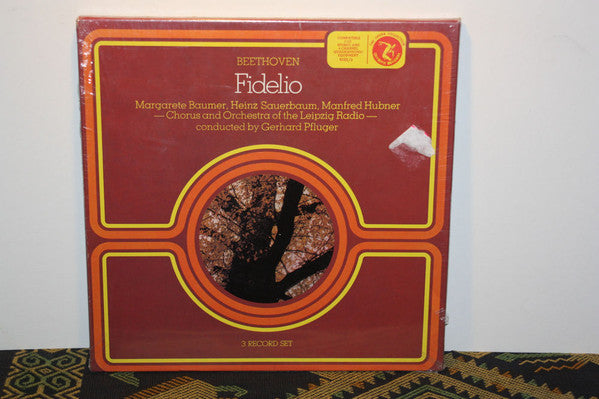 COMPATIBLE
BEETHOVEN
Fidelio
Margarete Baumer, Heinz Sauerbaum, Manfred Hubner
— Chorus and Orchestra of the Leipzig Radio —
conducted by Gerhard Pfluger
3 RECORD SET